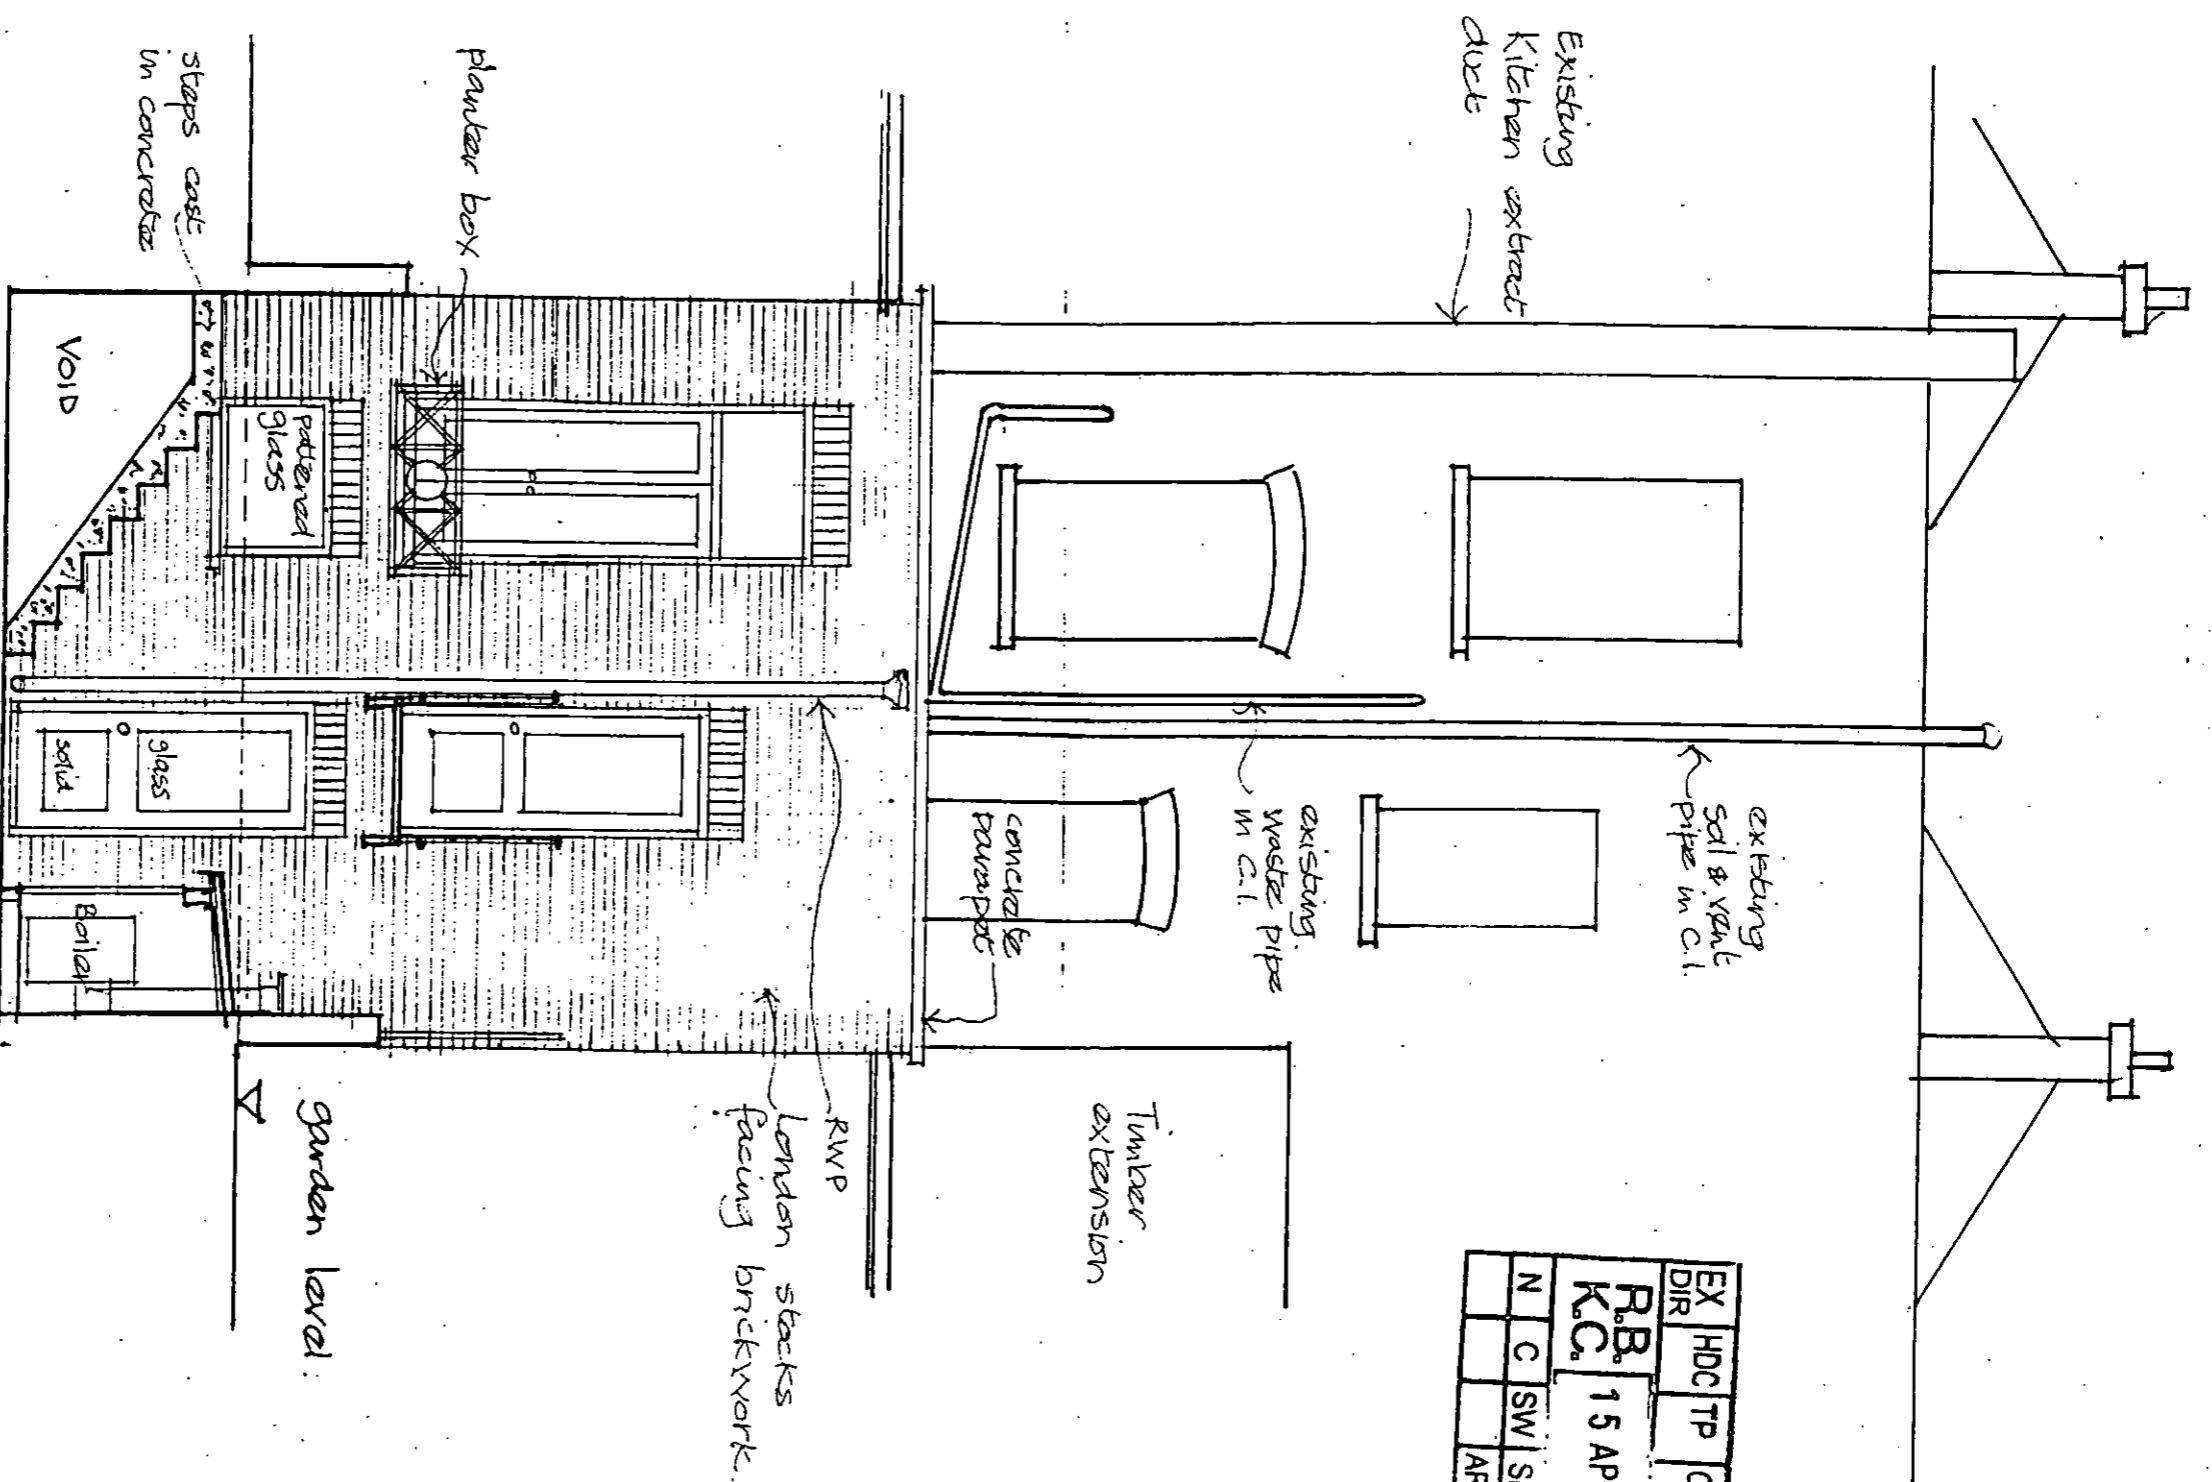 Existing
Kitchen extract
duct
existing
soil & vent
pipe in C.I.
existing
waste pipe
in C.I.
concrete
parapet
Timber
extension
RWP
London stocks
facing brickwork.
planter box
patterned
glass
glass
solid
steps cast
in concrete
VOID
Boiler
garden level.
EX
DIR
HDC
TP
R.B.
K.C.
15 AP
N
C
SW